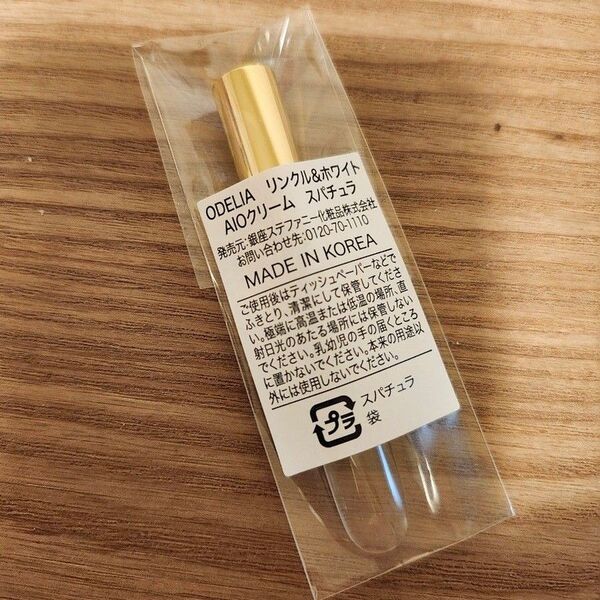 ODELIA リンクル&ホワイト
AIOクリーム スパチュラ
発売元:銀座ステファニー化粧品株式会社
お問い合わせ先:0120-70-1110
MADE IN KOREA
ご使用後はティッシュペーパーなどで
ふきとり、清潔にして保管してくださ
い。極端に高温または低温の場所、直
射日光のあたる場所には保管しない
でください。乳幼児の手の届くところ
に置かないでください。本来の用途以
外には使用しないでください。
プラ
スパチュラ
袋